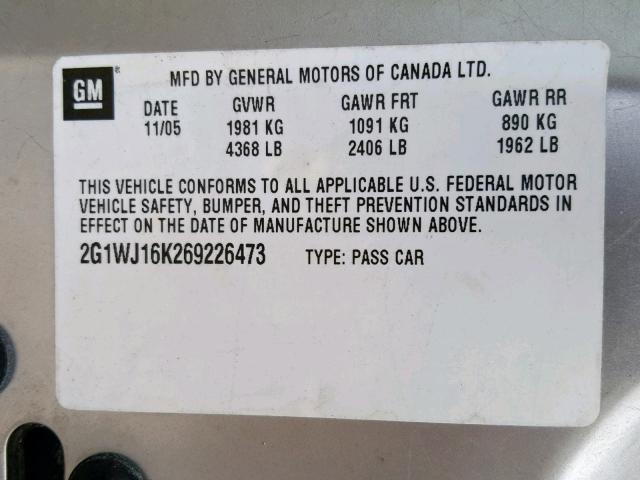 GM®
MFD BY GENERAL MOTORS OF CANADA LTD.
DATE GVWR GAWR FRT GAWR RR
11/05 1981 KG 1091 KG 890 KG
4368 LB 2406 LB 1962 LB
THIS VEHICLE CONFORMS TO ALL APPLICABLE U.S. FEDERAL MOTOR
VEHICLE SAFETY, BUMPER, AND THEFT PREVENTION STANDARDS IN
EFFECT ON THE DATE OF MANUFACTURE SHOWN ABOVE.
2G1WJ16K269226473 TYPE: PASS CAR